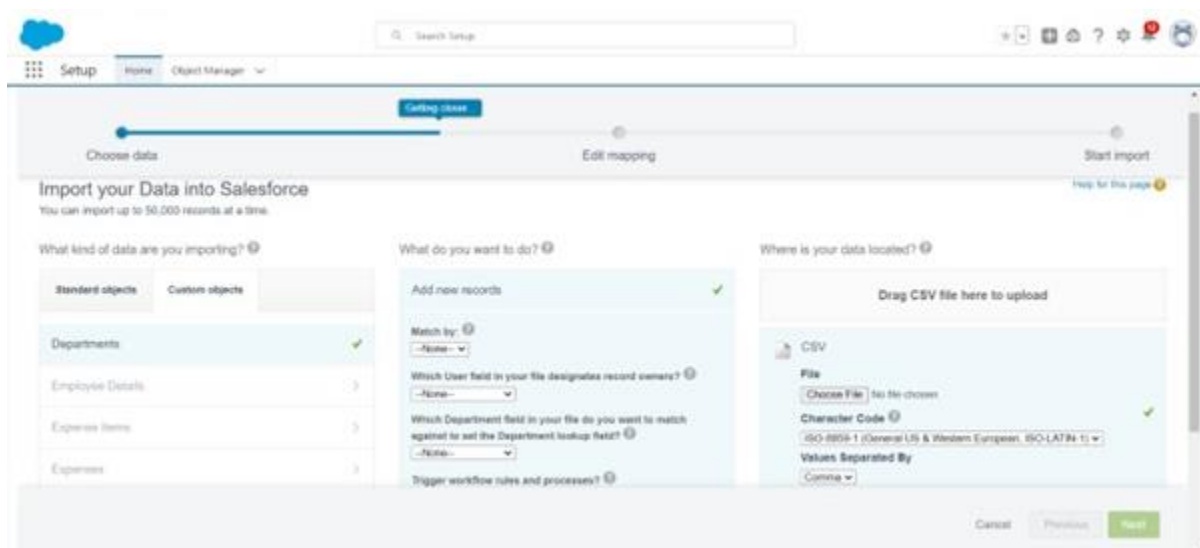 Search Setup
12
Setup
Home
Object Manager
Getting close...
Choose data
Edit mapping
Start import
Import your Data into Salesforce
Help for this page
You can import up to 50,000 records at a time.
What kind of data are you importing?
What do you want to do?
Where is your data located?
Standard objects
Custom objects
Departments
Employee Details
Expense Items
Expenses
Add new records
Match by:
--None--
Which User field in your file designates record owners?
--None--
Which Department field in your file do you want to match
against to set the Department lookup field?
--None--
Trigger workflow rules and processes?
Drag CSV file here to upload
CSV
File
Choose File No file chosen
Character Code
ISO-8859-1 (General US & Western European, ISO-LATIN-1)
Values Separated By
Comma
Cancel
Previous
Next